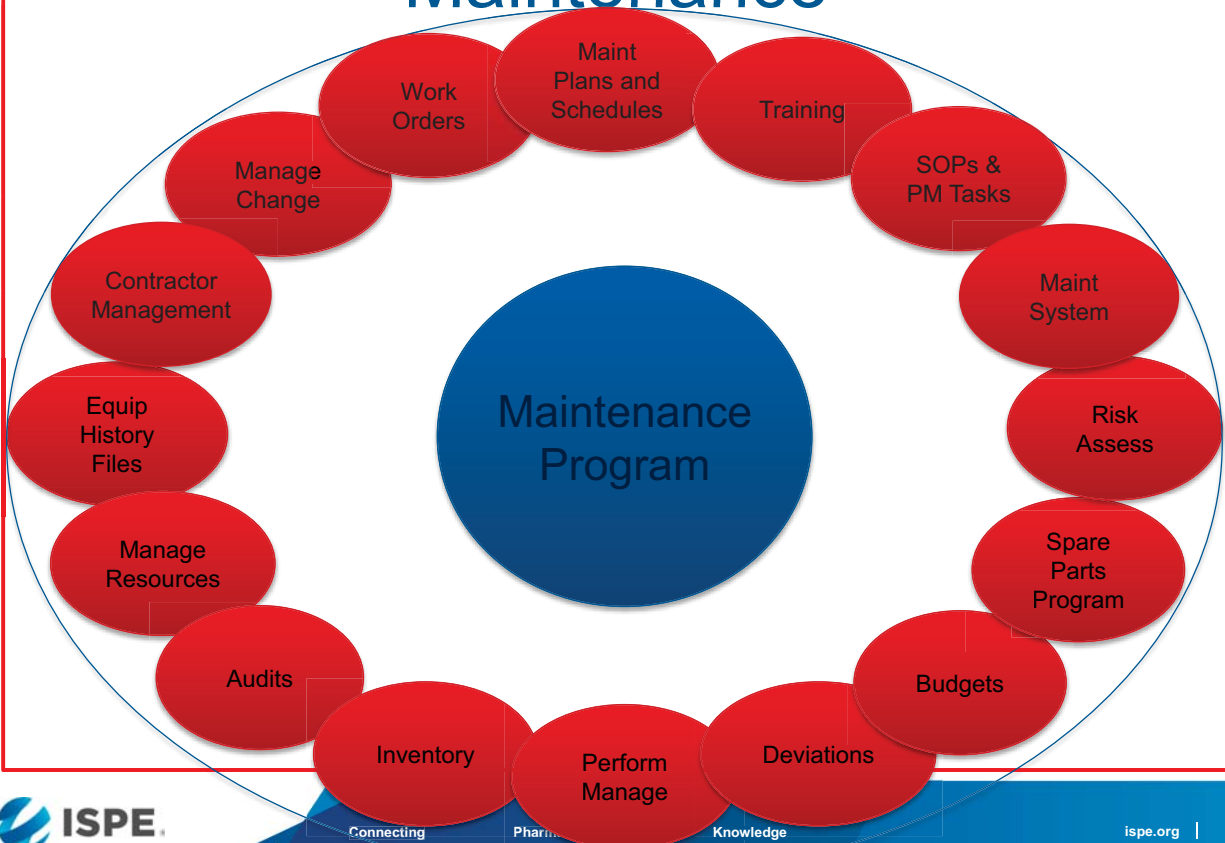 Maintenance
Maint
Plans and
Schedules
Training
SOPs &
PM Tasks
Maint
System
Risk
Assess
Spare
Parts
Program
Budgets
Deviations
Perform
Manage
Inventory
Audits
Manage
Resources
Equip
History
Files
Contractor
Management
Manage
Change
Work
Orders
Maintenance
Program
ISPE.
Connecting
Knowledge
ispe.org |